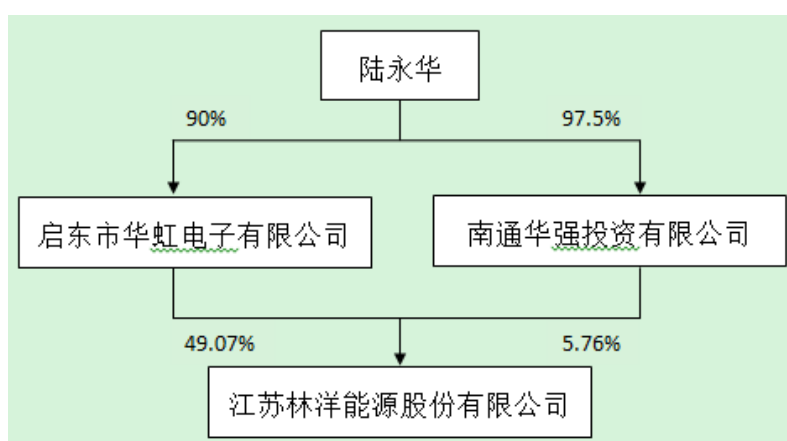 陆永华
90%
97.5%
启东市华虹电子有限公司
南通华强投资有限公司
49.07%
5.76%
江苏林洋能源股份有限公司